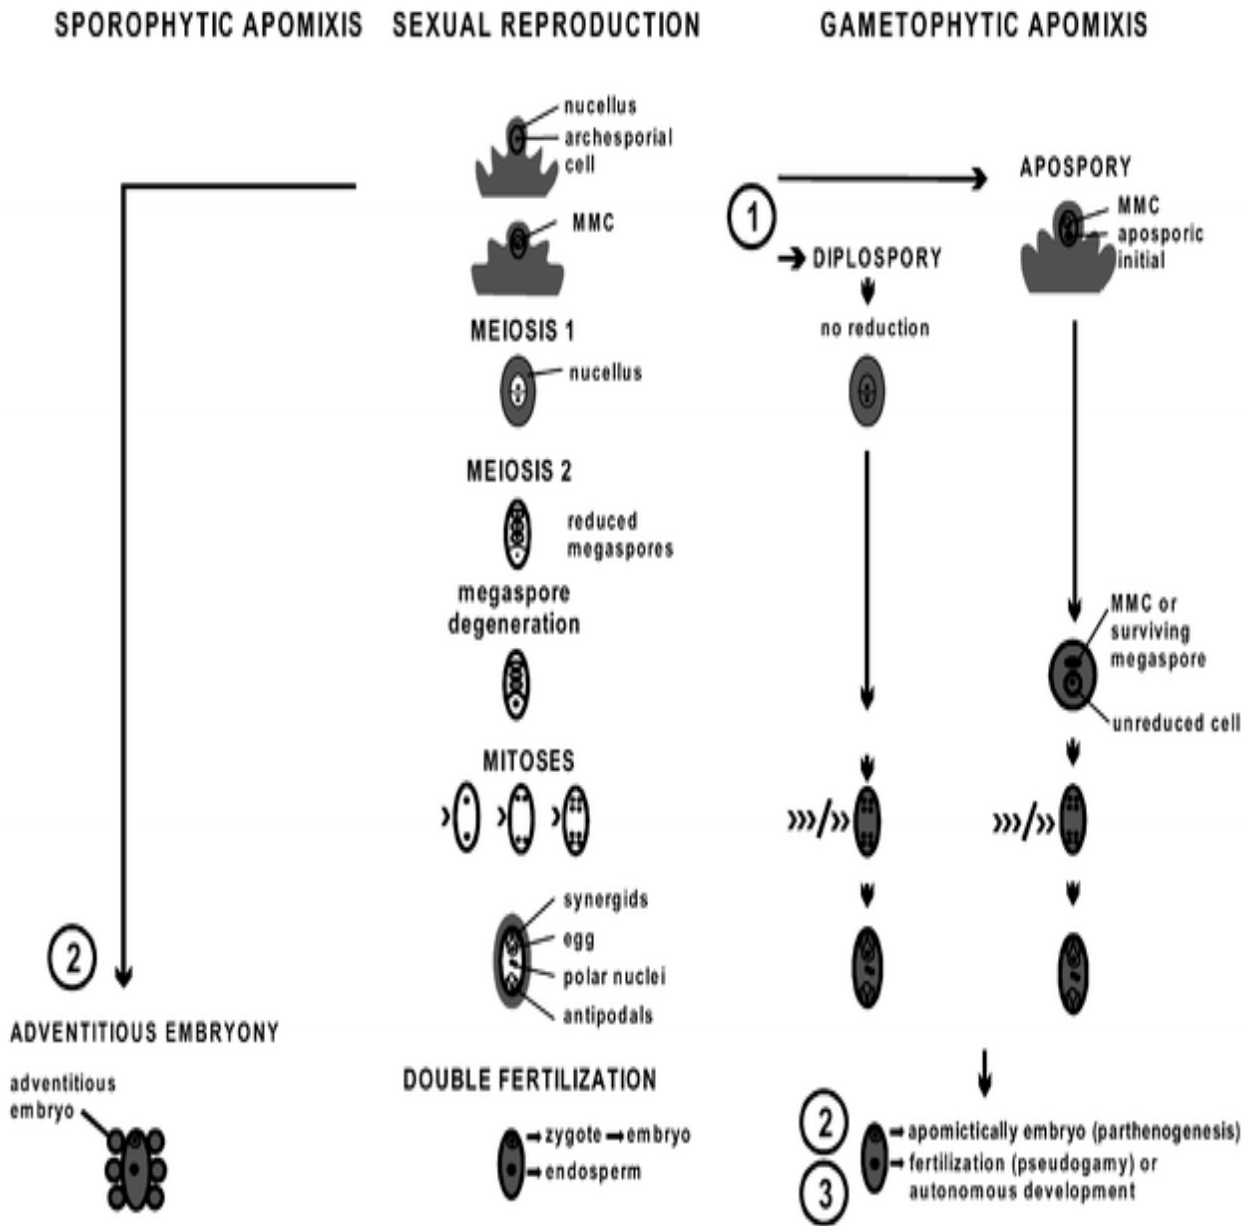 SPOROPHYTIC APOMIXIS
SEXUAL REPRODUCTION
GAMETOPHYTIC APOMIXIS
nucellus
archesporial
cell
MMC
MEIOSIS 1
nucellus
MEIOSIS 2
reduced
megaspores
megaspore
degeneration
MITOSES
synergids
egg
polar nuclei
antipodals
DOUBLE FERTILIZATION
zygote
embryo
endosperm
1
APOSPORY
MMC
aposporic
initial
DIPLOSPORY
no reduction
MMC or
surviving
megaspore
unreduced cell
2
ADVENTITIOUS EMBRYONY
adventitious
embryo
2
apomictically embryo (parthenogenesis)
3
fertilization (pseudogamy) or
autonomous development